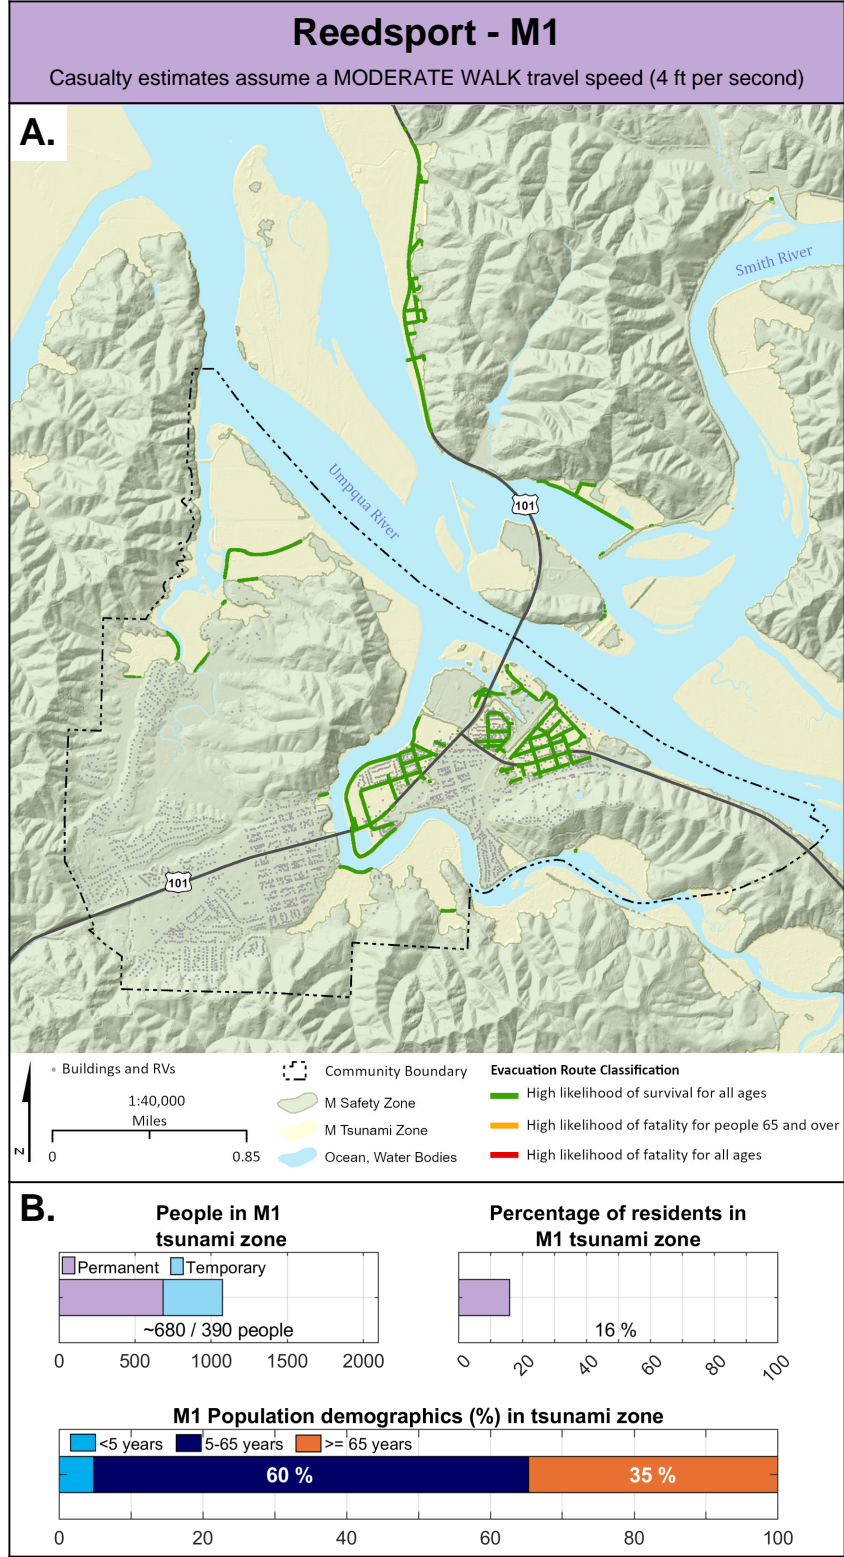 Reedsport - M1
Casualty estimates assume a MODERATE WALK travel speed (4 ft per second)
A.
Smith River
Umpqua River
101
101
Buildings and RVs
1:40,000
Miles
0 0.85
N
Community Boundary
M Safety Zone
M Tsunami Zone
Ocean, Water Bodies
Evacuation Route Classification
High likelihood of survival for all ages
High likelihood of fatality for people 65 and over
High likelihood of fatality for all ages
B.
People in M1
tsunami zone
Permanent Temporary
~680 / 390 people
0 500 1000 1500 2000
Percentage of residents in
M1 tsunami zone
16 %
0 20 40 60 80 100
M1 Population demographics (%) in tsunami zone
<5 years 5-65 years >= 65 years
60 % 35 %
0 20 40 60 80 100